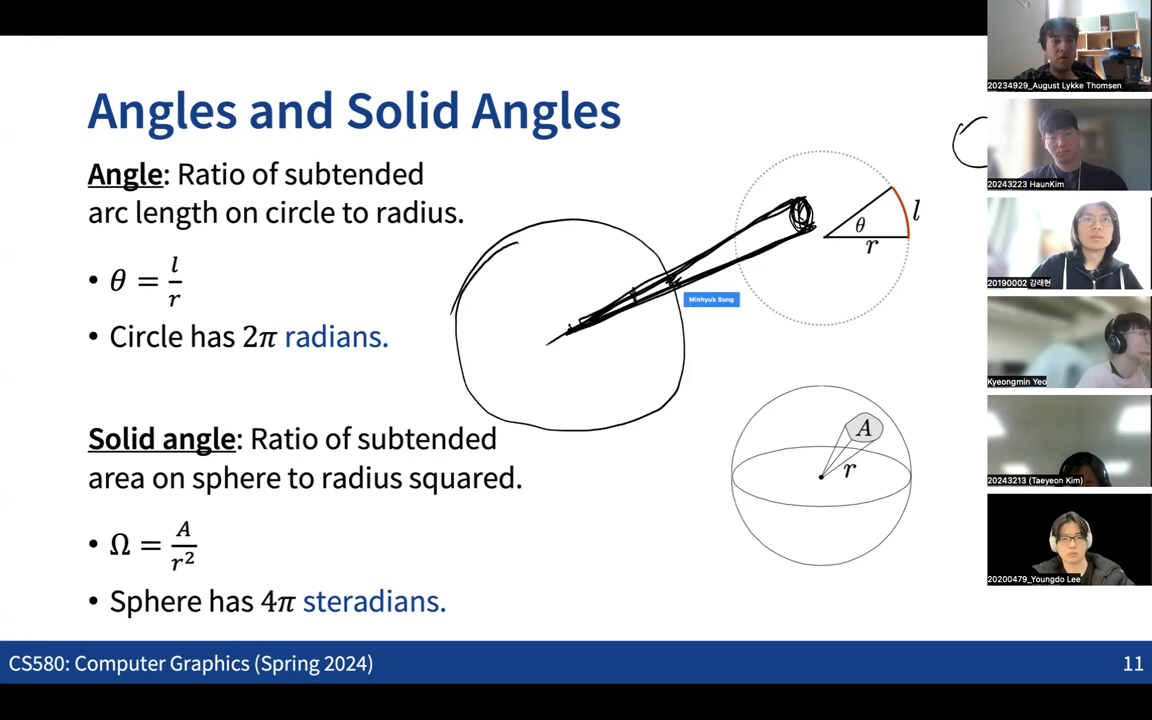 Angles and Solid Angles
Angle: Ratio of subtended
arc length on circle to radius.
• θ = l/r
• Circle has 2π radians.
Solid angle: Ratio of subtended
area on sphere to radius squared.
• Ω = A/r²
• Sphere has 4π steradians.
θ
r
l
Minhyuk Sung
A
r
CS580: Computer Graphics (Spring 2024)
11
20234929_August Lykke Thomsen
20243223 HaunKim
20190002 강래현
Kyeongmin Yeo
20243213 (Taeyeon Kim)
20200479_Youngdo Lee